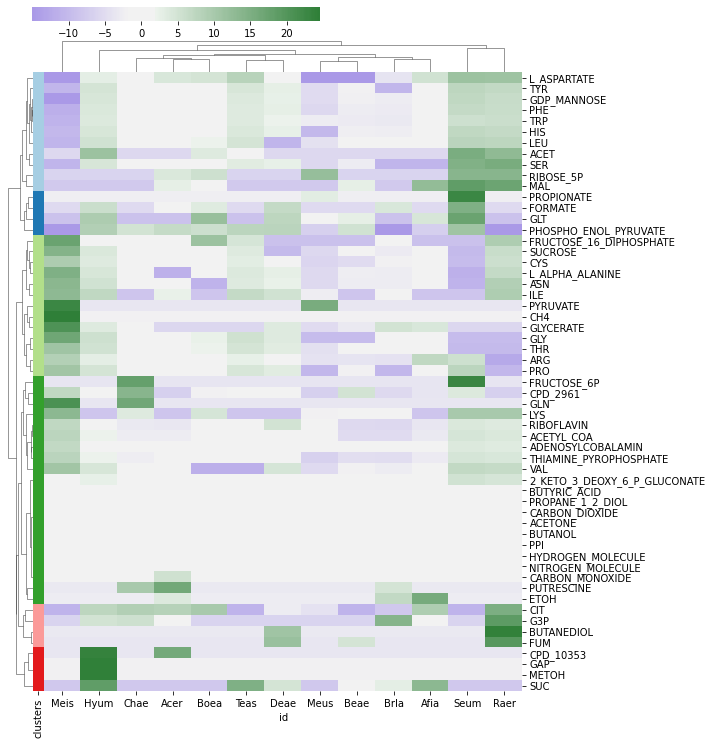 −10 −5 0 5 10 15 20
L_ASPARTATE
TYR
GDP_MANNOSE
PHE
TRP
HIS
LEU
ACET
SER
RIBOSE_5P
MAL
PROPIONATE
FORMATE
GLT
PHOSPHO_ENOL_PYRUVATE
FRUCTOSE_16_DIPHOSPHATE
SUCROSE
CYS
L_ALPHA_ALANINE
ASN
ILE
PYRUVATE
CH4
GLYCERATE
GLY
THR
ARG
PRO
FRUCTOSE_6P
CPD_2961
GLN
LYS
RIBOFLAVIN
ACETYL_COA
ADENOSYLCOBALAMIN
THIAMINE_PYROPHOSPHATE
VAL
2_KETO_3_DEOXY_6_P_GLUCONATE
BUTYRIC_ACID
PROPANE_1_2_DIOL
CARBON_DIOXIDE
ACETONE
BUTANOL
PPI
HYDROGEN_MOLECULE
NITROGEN_MOLECULE
CARBON_MONOXIDE
PUTRESCINE
ETOH
CIT
G3P
BUTANEDIOL
FUM
CPD_10353
GAP
METOH
SUC
clusters
Meis Hyum Chae Acer Boea Teas Deae Meus Beae Brla Afia Seum Raer
id